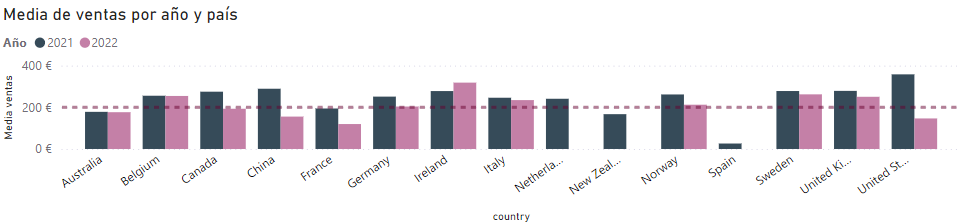 Media de ventas por año y país
Año 2021 2022
Media ventas
400 €
200 €
0 €
Australia Belgium Canada China France Germany Ireland Italy Netherla... New Zeal... Norway Spain Sweden United Ki... United St...
country